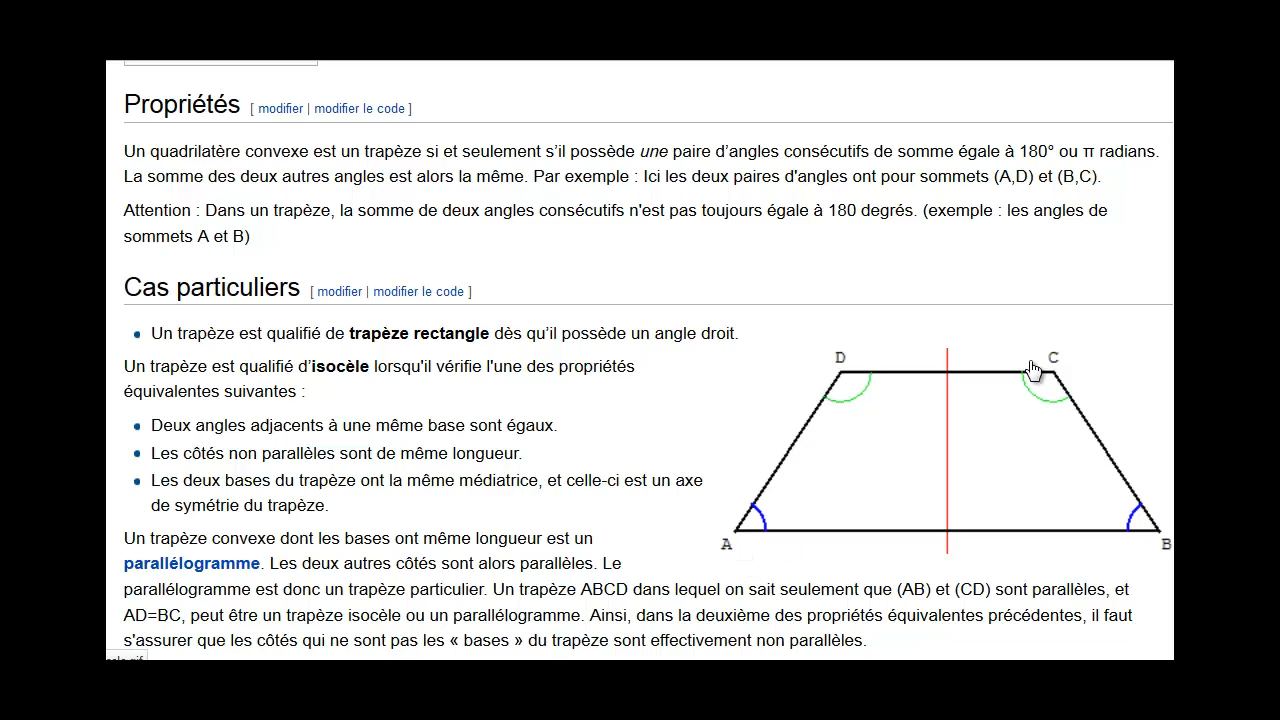 Propriétés [ modifier | modifier le code ]
Un quadrilatère convexe est un trapèze si et seulement s’il possède une paire d’angles consécutifs de somme égale à 180° ou π radians.
La somme des deux autres angles est alors la même. Par exemple : Ici les deux paires d'angles ont pour sommets (A,D) et (B,C).
Attention : Dans un trapèze, la somme de deux angles consécutifs n'est pas toujours égale à 180 degrés. (exemple : les angles de
sommets A et B)
Cas particuliers [ modifier | modifier le code ]
Un trapèze est qualifié de trapèze rectangle dès qu’il possède un angle droit.
Un trapèze est qualifié d’isocèle lorsqu'il vérifie l'une des propriétés
équivalentes suivantes :
Deux angles adjacents à une même base sont égaux.
Les côtés non parallèles sont de même longueur.
Les deux bases du trapèze ont la même médiatrice, et celle-ci est un axe
de symétrie du trapèze.
D C
A B
Un trapèze convexe dont les bases ont même longueur est un
parallélogramme. Les deux autres côtés sont alors parallèles. Le
parallélogramme est donc un trapèze particulier. Un trapèze ABCD dans lequel on sait seulement que (AB) et (CD) sont parallèles, et
AD=BC, peut être un trapèze isocèle ou un parallélogramme. Ainsi, dans la deuxième des propriétés équivalentes précédentes, il faut
s'assurer que les côtés qui ne sont pas les « bases » du trapèze sont effectivement non parallèles.